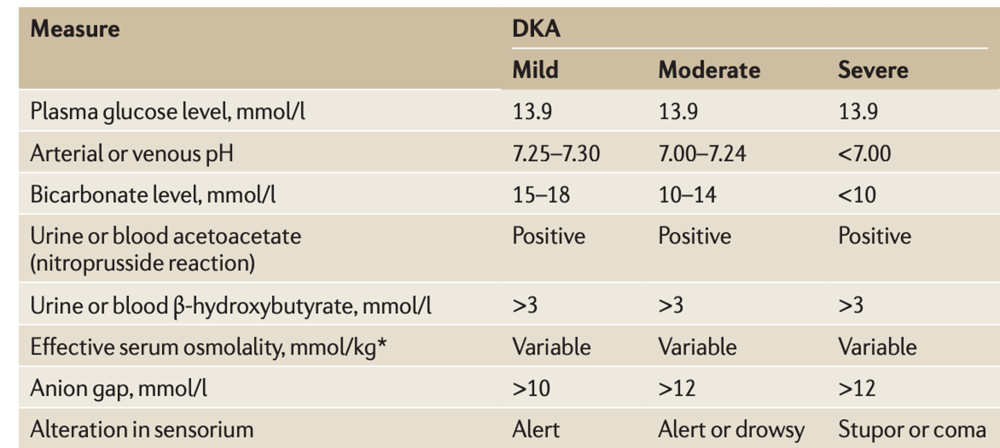 Measure DKA
Mild Moderate Severe
Plasma glucose level, mmol/l 13.9 13.9 13.9
Arterial or venous pH 7.25–7.30 7.00–7.24 <7.00
Bicarbonate level, mmol/l 15–18 10–14 <10
Urine or blood acetoacetate Positive Positive Positive
(nitroprusside reaction)
Urine or blood β-hydroxybutyrate, mmol/l >3 >3 >3
Effective serum osmolality, mmol/kg* Variable Variable Variable
Anion gap, mmol/l >10 >12 >12
Alteration in sensorium Alert Alert or drowsy Stupor or coma